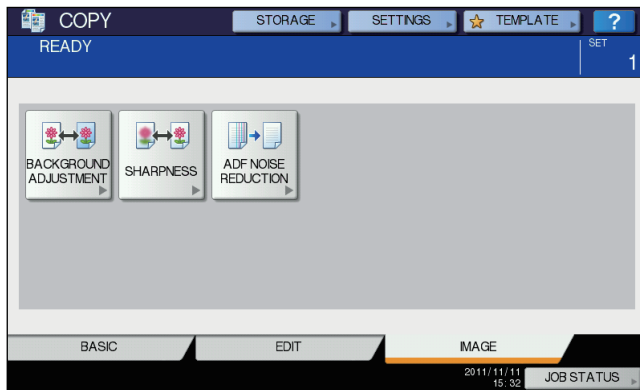 COPY
STORAGE
SETTINGS
TEMPLATE
?
READY
SET
1
BACKGROUND
ADJUSTMENT
SHARPNESS
ADF NOISE
REDUCTION
BASIC
EDIT
IMAGE
2011/11/11
15:32
JOB STATUS